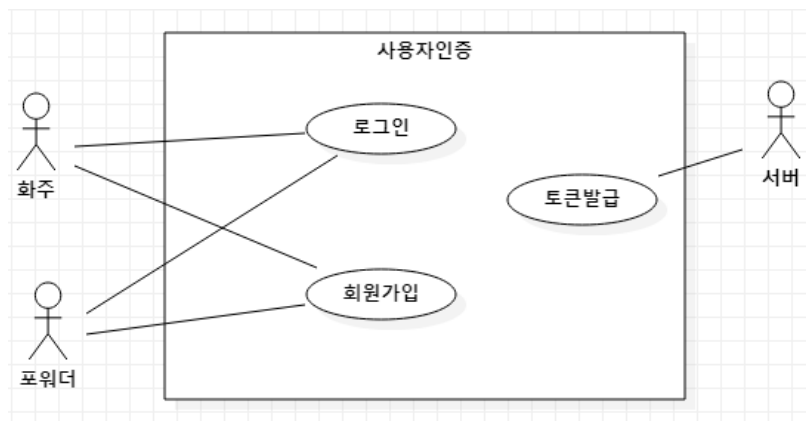 사용자인증
로그인
화주
서버
토큰발급
회원가입
포워더